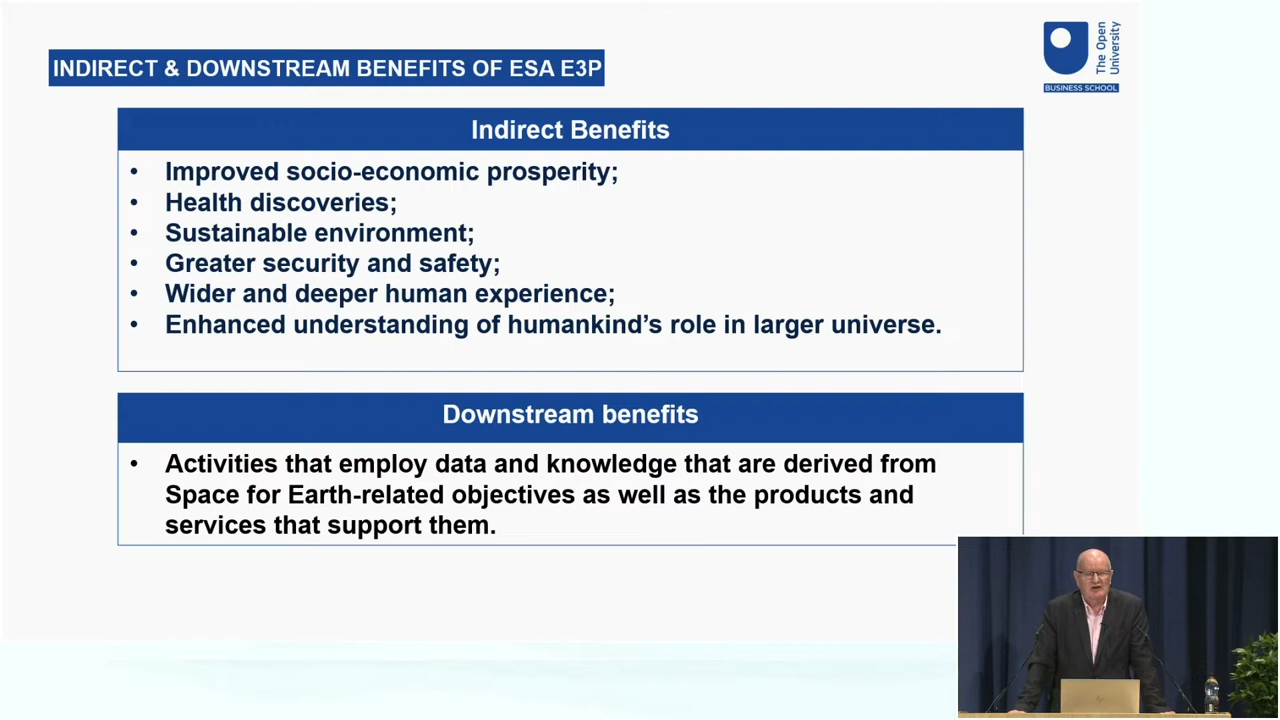 INDIRECT & DOWNSTREAM BENEFITS OF ESA E3P
The Open
University
BUSINESS SCHOOL
Indirect Benefits
• Improved socio-economic prosperity;
• Health discoveries;
• Sustainable environment;
• Greater security and safety;
• Wider and deeper human experience;
• Enhanced understanding of humankind’s role in larger universe.
Downstream benefits
• Activities that employ data and knowledge that are derived from
Space for Earth-related objectives as well as the products and
services that support them.